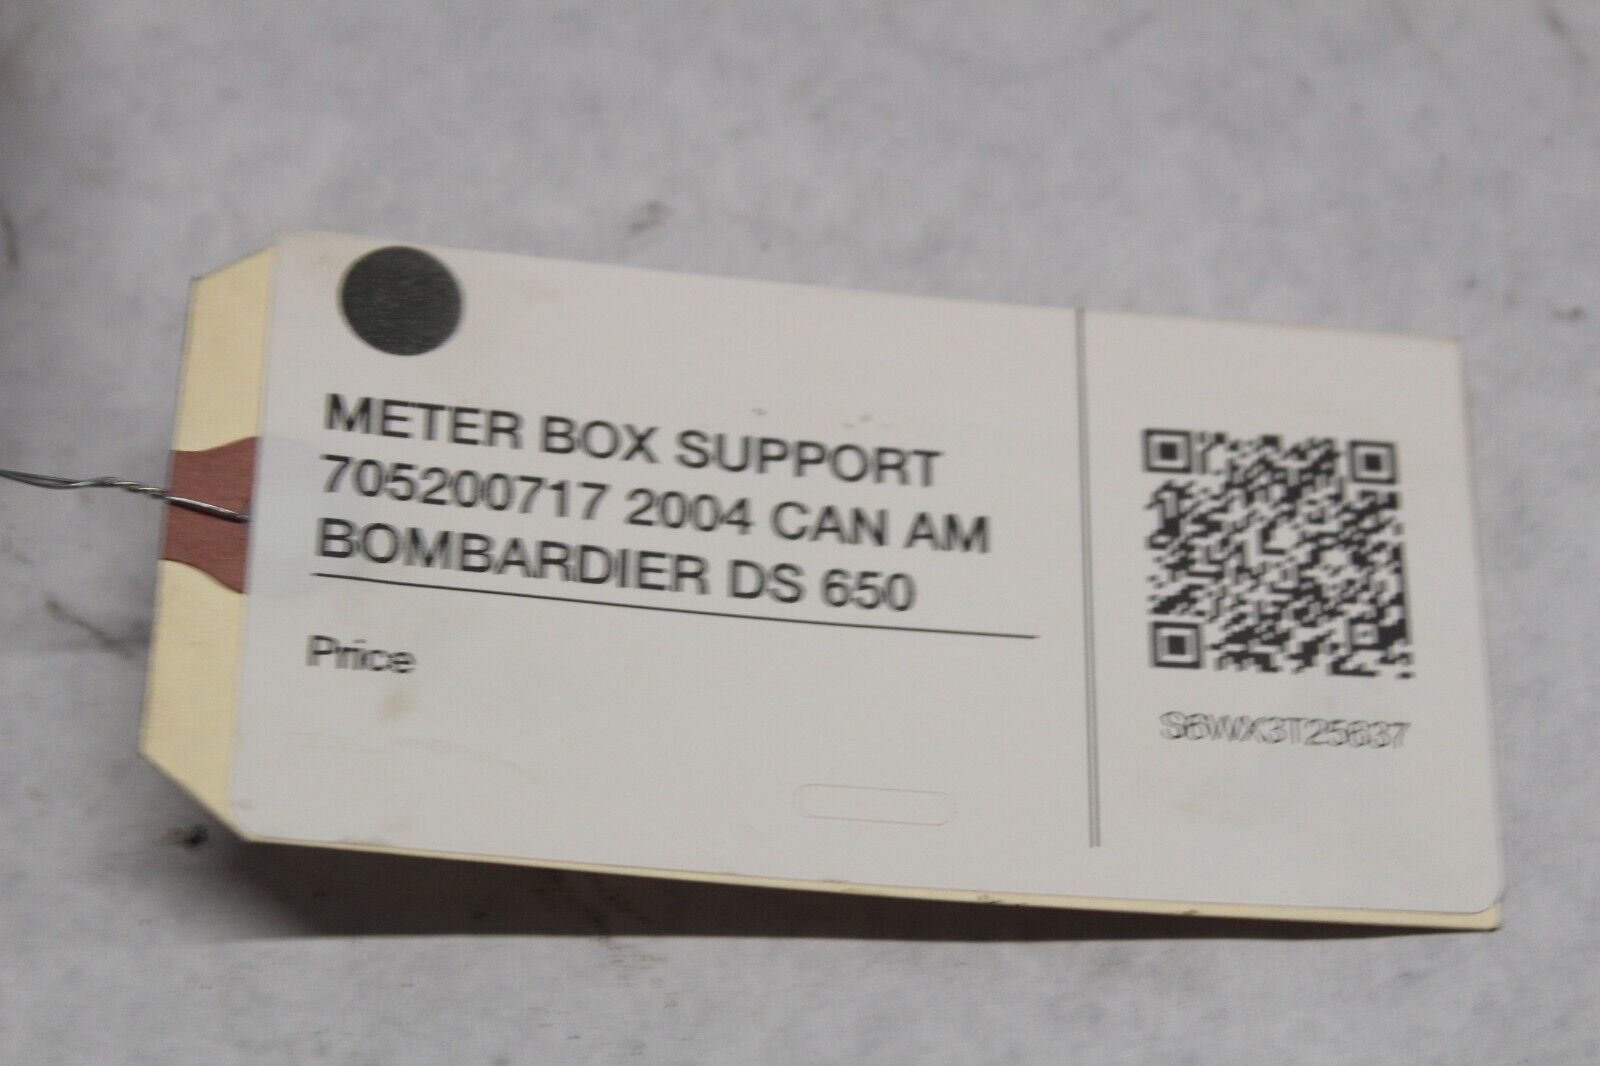 METER BOX SUPPORT
705200717 2004 CAN AM
BOMBARDIER DS 650
Price
S6WX3T25637